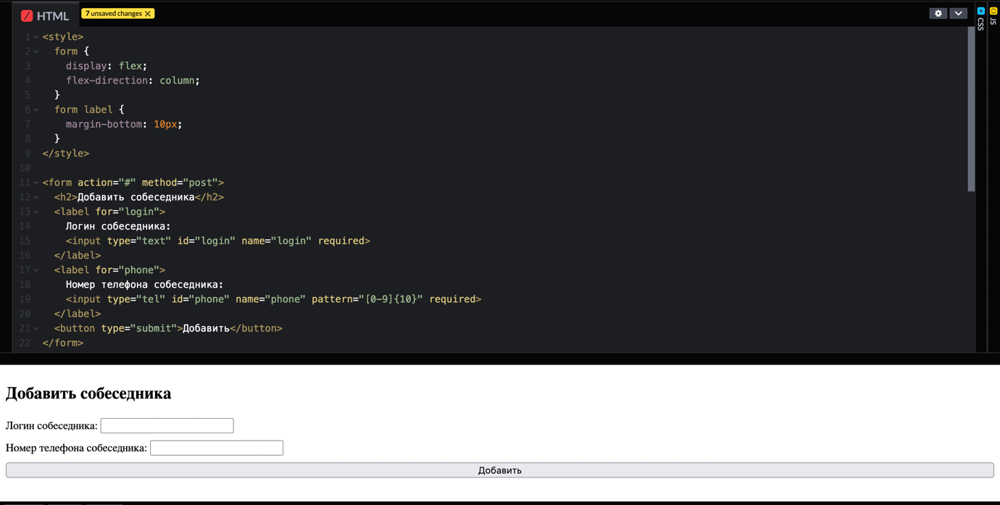 HTML
7 unsaved changes X
CSS
JS
1 <style>
2 form {
3 display: flex;
4 flex-direction: column;
5 }
6 form label {
7 margin-bottom: 10px;
8 }
9 </style>
10
11 <form action="#" method="post">
12 <h2>Добавить собеседника</h2>
13 <label for="login">
14 Логин собеседника:
15 <input type="text" id="login" name="login" required>
16 </label>
17 <label for="phone">
18 Номер телефона собеседника:
19 <input type="tel" id="phone" name="phone" pattern="[0-9]{10}" required>
20 </label>
21 <button type="submit">Добавить</button>
22 </form>
Добавить собеседника
Логин собеседника:
Номер телефона собеседника:
Добавить